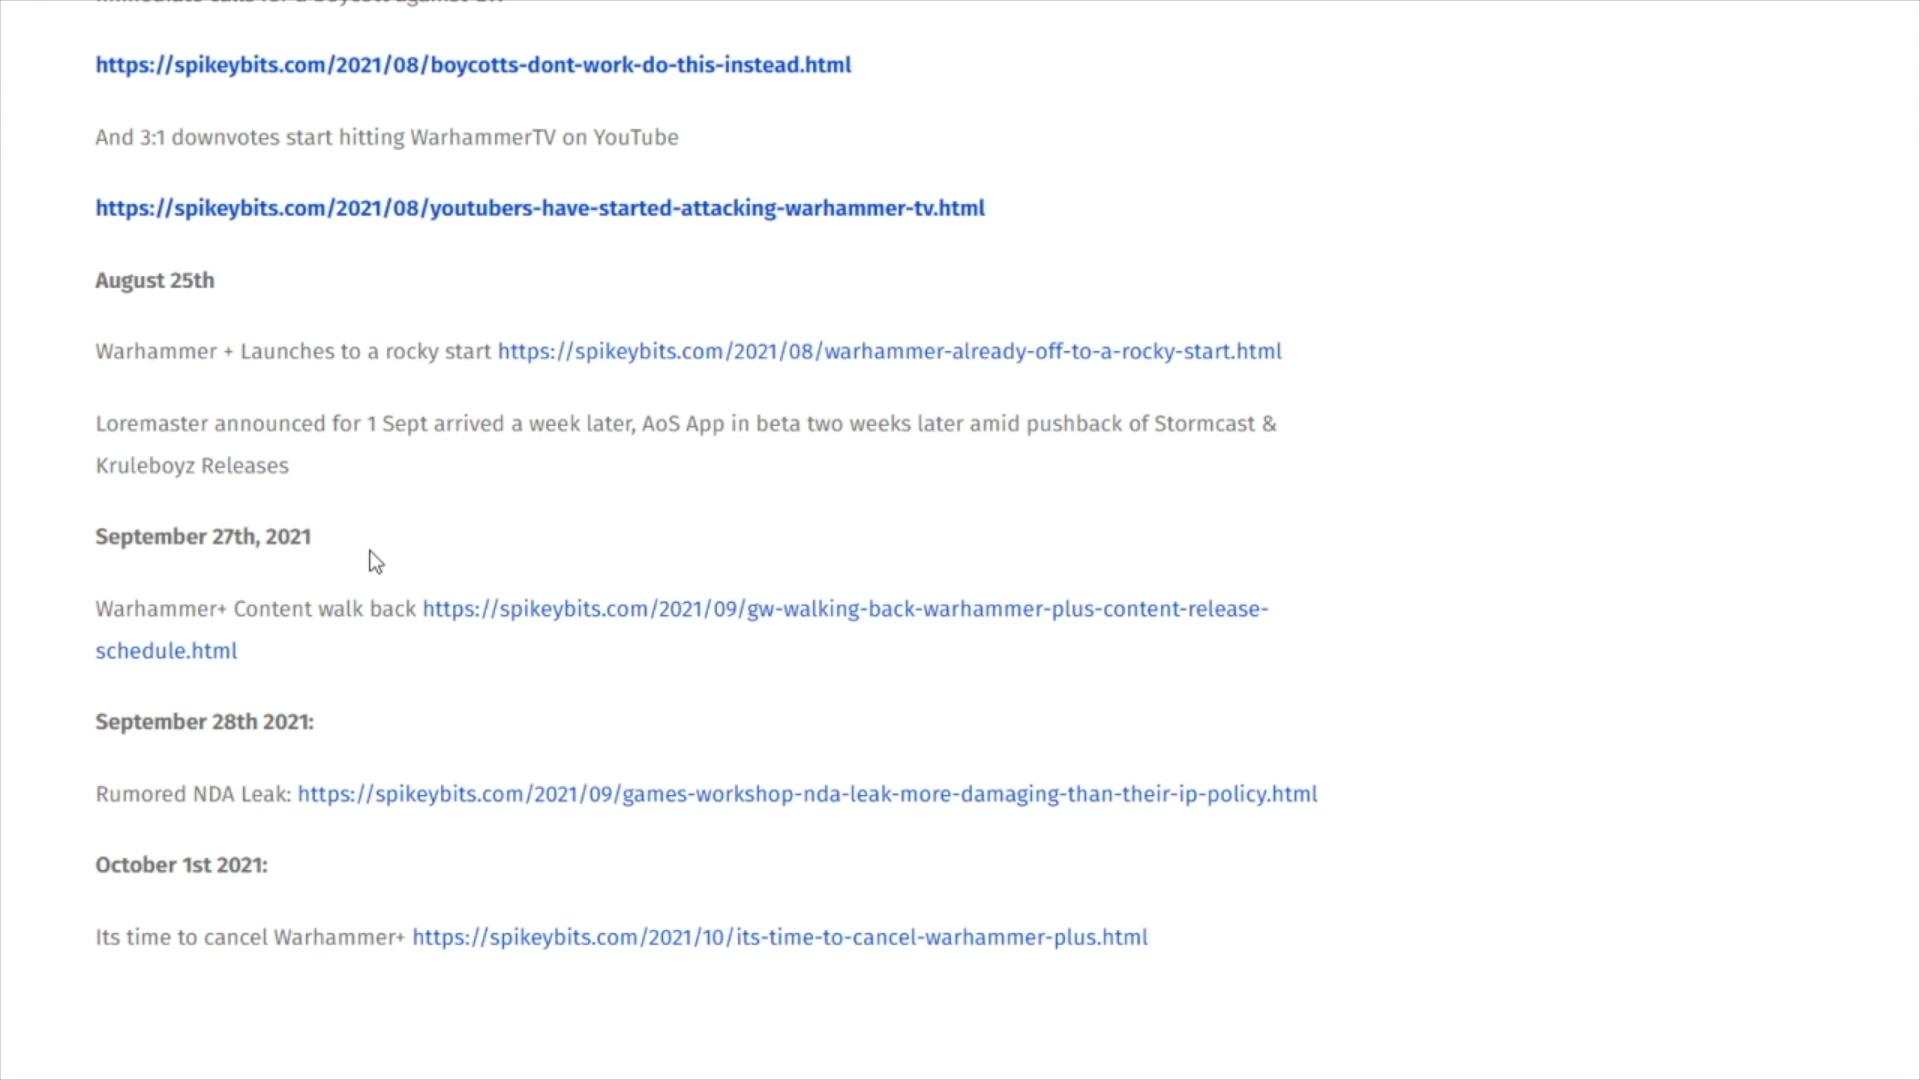 https://spikeybits.com/2021/08/boycotts-dont-work-do-this-instead.html
And 3:1 downvotes start hitting WarhammerTV on YouTube
https://spikeybits.com/2021/08/youtubers-have-started-attacking-warhammer-tv.html
August 25th
Warhammer + Launches to a rocky start https://spikeybits.com/2021/08/warhammer-already-off-to-a-rocky-start.html
Loremaster announced for 1 Sept arrived a week later, AoS App in beta two weeks later amid pushback of Stormcast &
Kruleboyz Releases
September 27th, 2021
Warhammer+ Content walk back https://spikeybits.com/2021/09/gw-walking-back-warhammer-plus-content-release-
schedule.html
September 28th 2021:
Rumored NDA Leak: https://spikeybits.com/2021/09/games-workshop-nda-leak-more-damaging-than-their-ip-policy.html
October 1st 2021:
Its time to cancel Warhammer+ https://spikeybits.com/2021/10/its-time-to-cancel-warhammer-plus.html